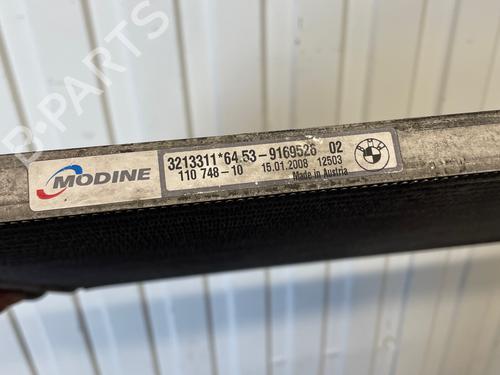 B-PARTS
MODINE
3213311*64.53-9169526 02
110 748-10 15.01.2008 12503
Made in Austria
BMW